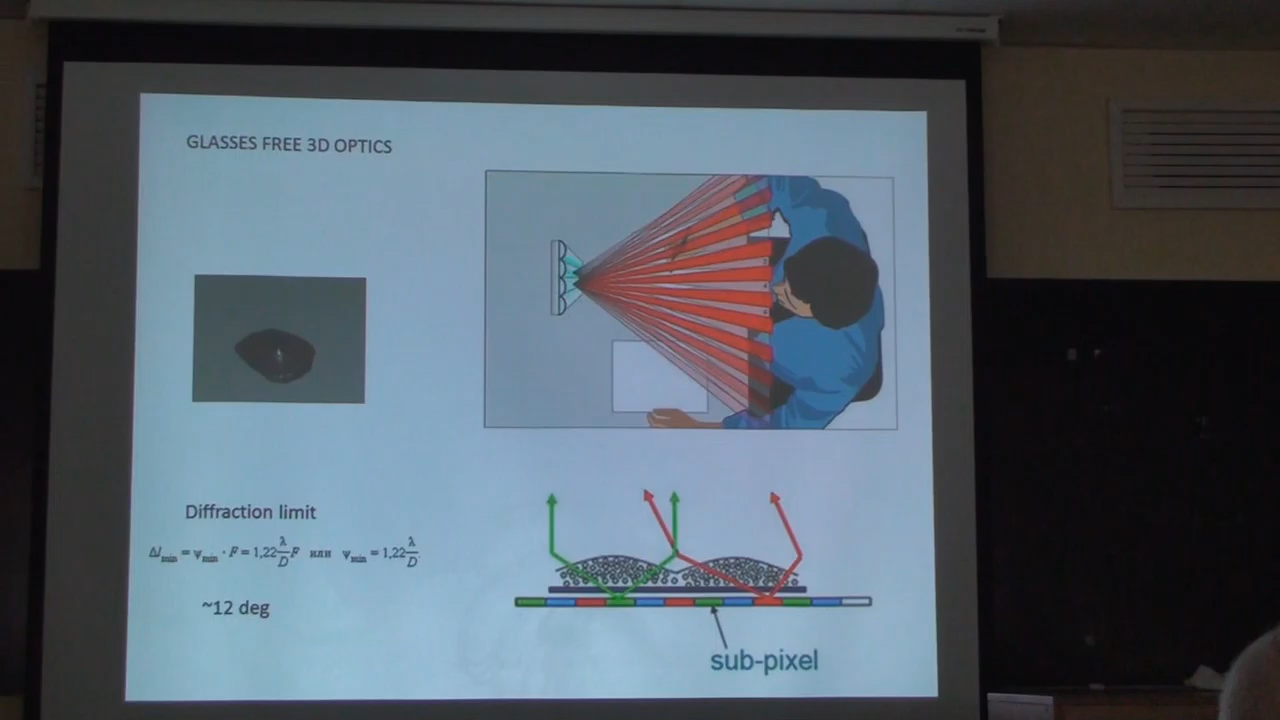 GLASSES FREE 3D OPTICS
Diffraction limit
Δl_min = ψ_min · F = 1,22 λ/D F или ψ_min = 1,22 λ/D
~12 deg
sub-pixel